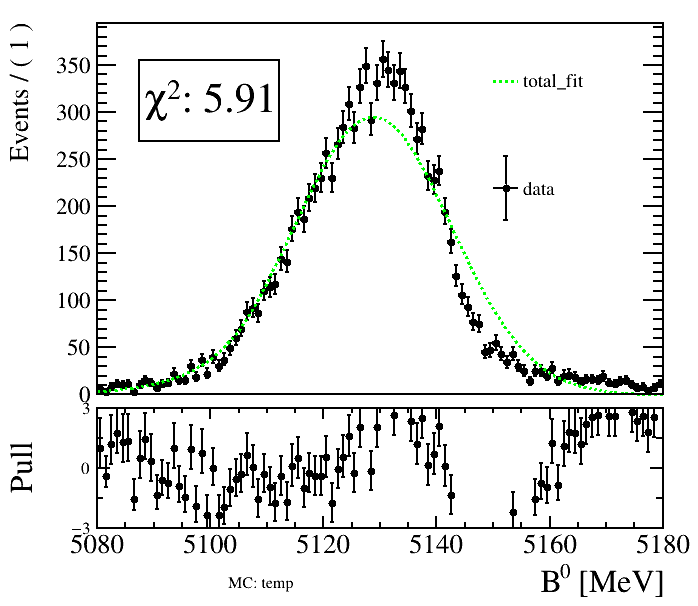 Events / ( 1 )
350
300
250
200
150
100
50
0
χ²: 5.91
total_fit
data
Pull
3
0
−3
5080 5100 5120 5140 5160 5180
MC: temp
B⁰ [MeV]